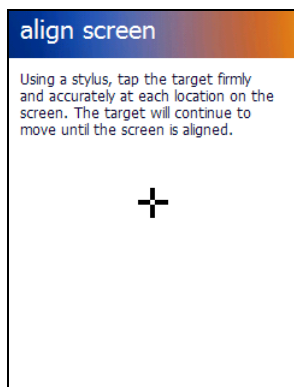 align screen
Using a stylus, tap the target firmly
and accurately at each location on the
screen. The target will continue to
move until the screen is aligned.